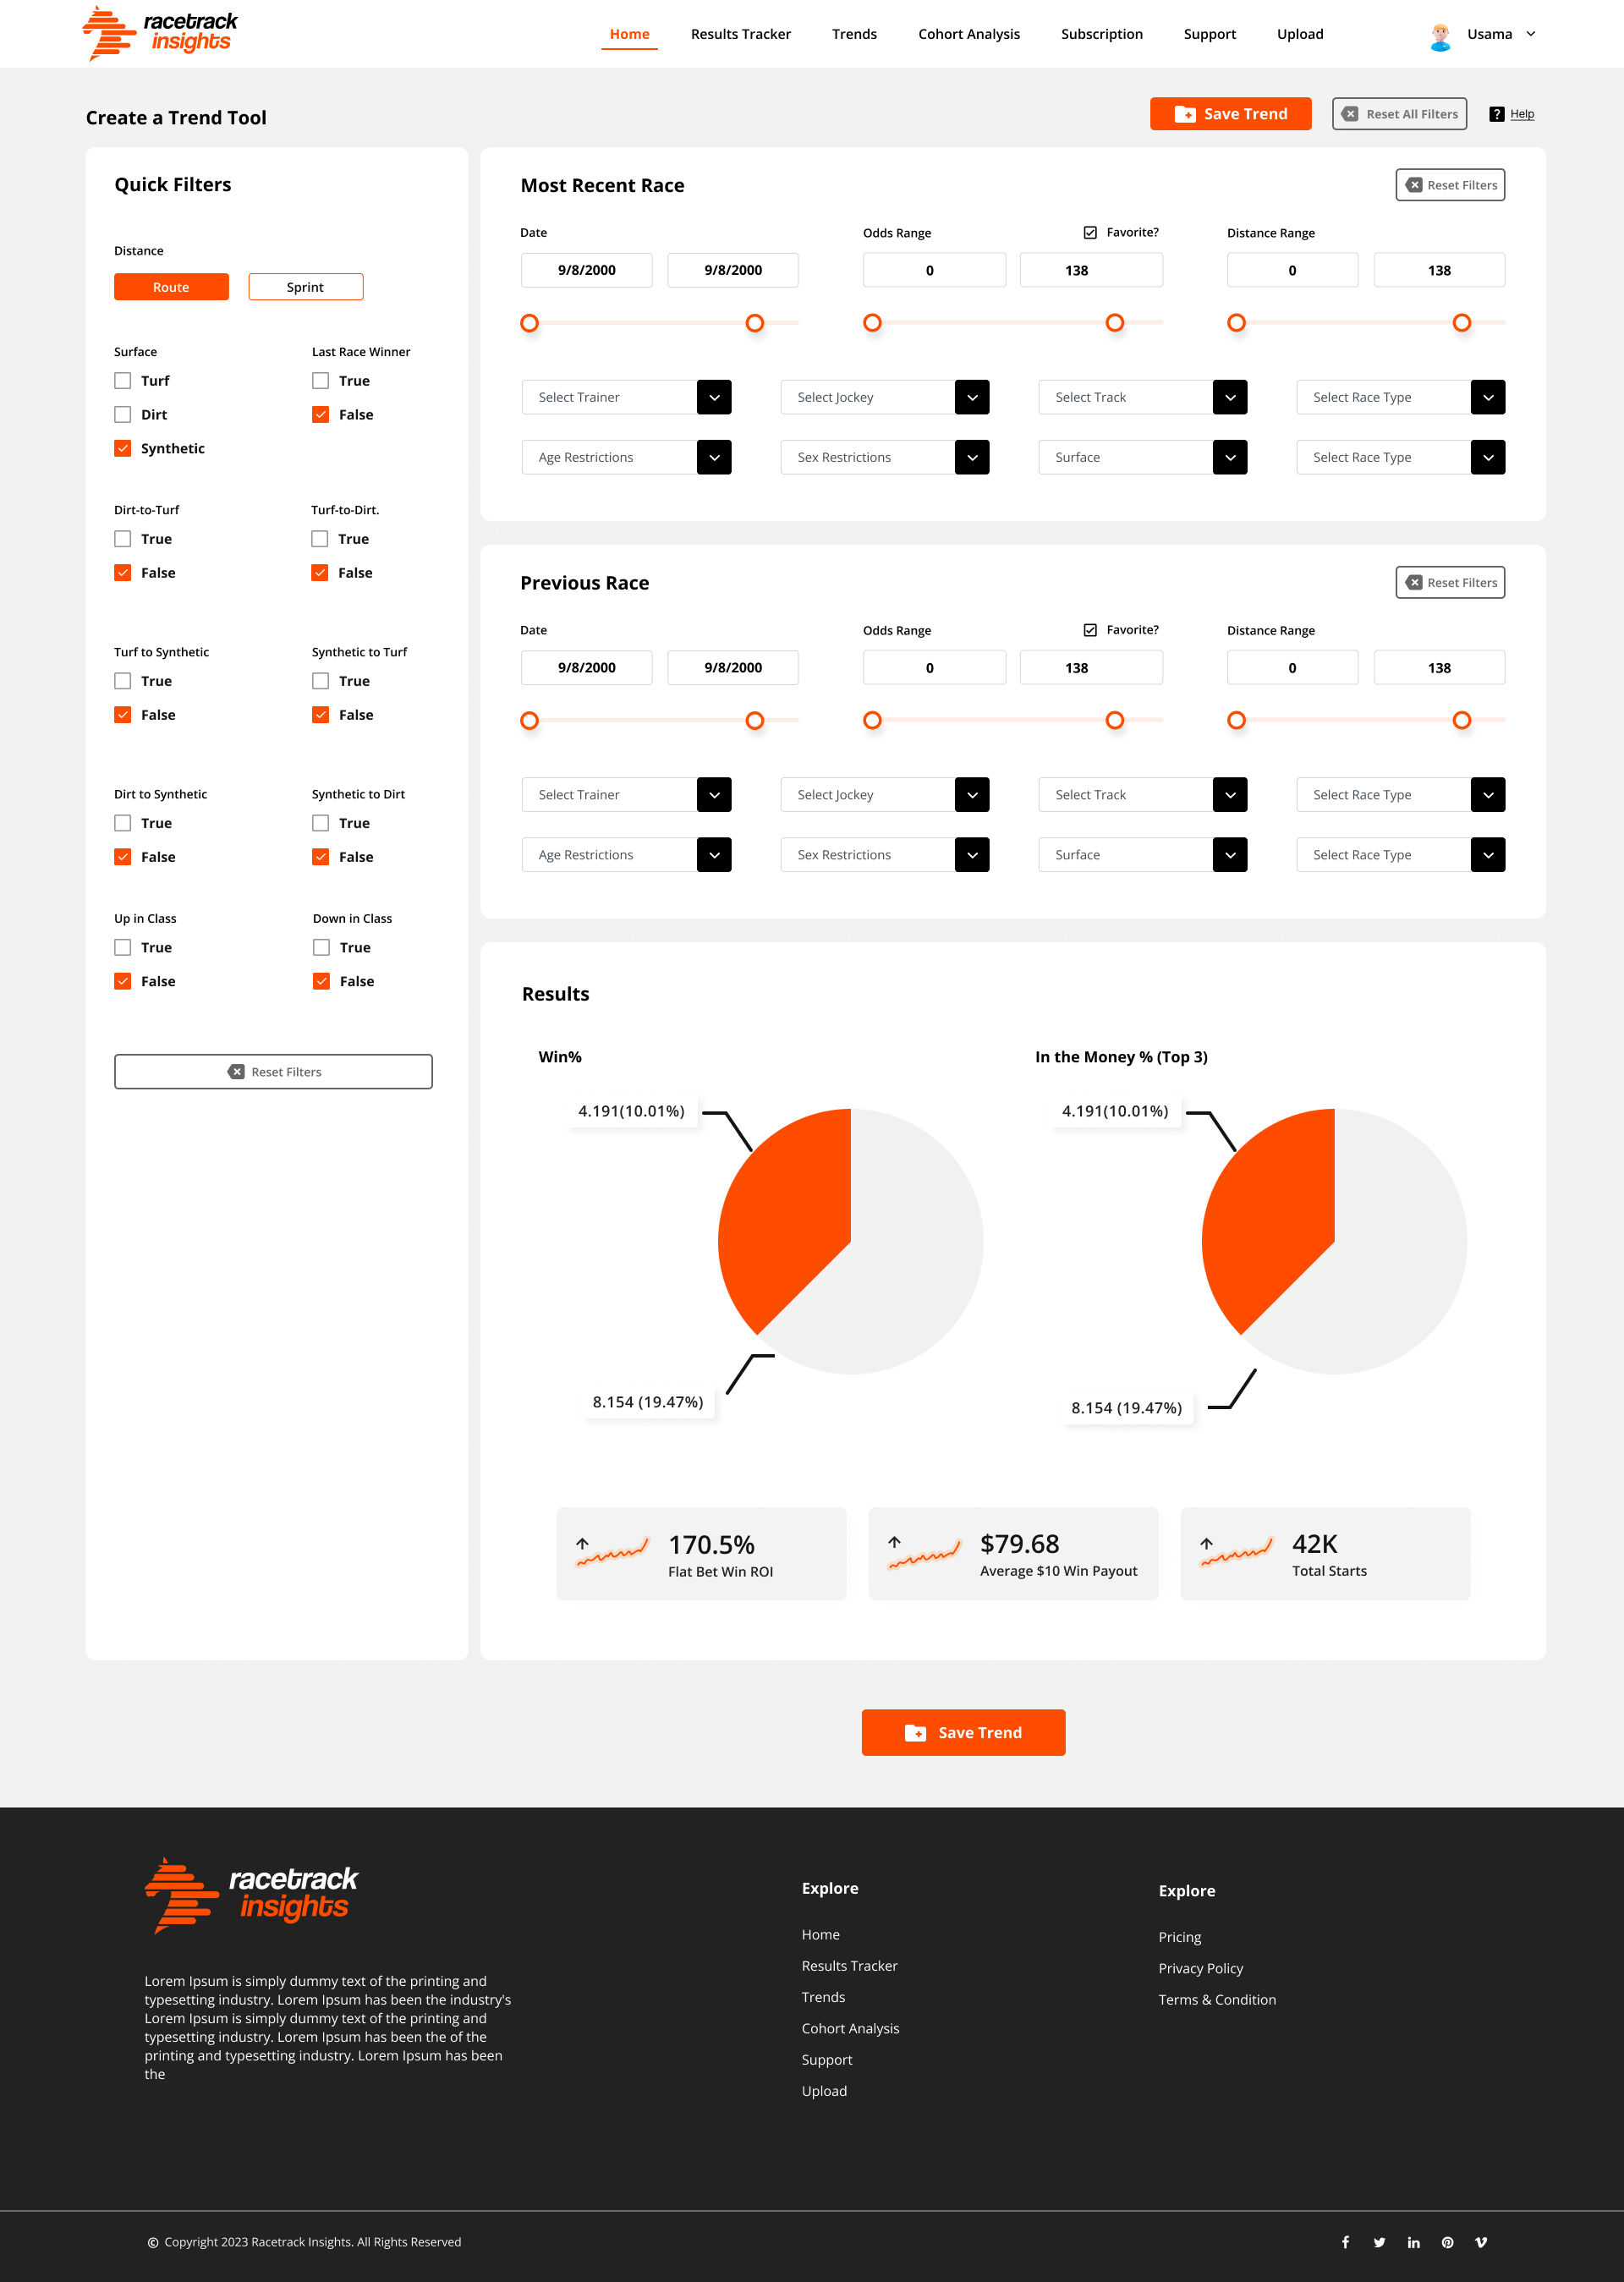 racetrack
insights
Home
Results Tracker
Trends
Cohort Analysis
Subscription
Support
Upload
Usama
Create a Trend Tool
Save Trend
Reset All Filters
? Help
Quick Filters
Distance
Route
Sprint
Surface
Turf
Dirt
Synthetic
Last Race Winner
True
False
Dirt-to-Turf
True
False
Turf-to-Dirt.
True
False
Turf to Synthetic
True
False
Synthetic to Turf
True
False
Dirt to Synthetic
True
False
Synthetic to Dirt
True
False
Up in Class
True
False
Down in Class
True
False
Reset Filters
Most Recent Race
Reset Filters
Date
9/8/2000
9/8/2000
Odds Range
Favorite?
0
138
Distance Range
0
138
Select Trainer
Select Jockey
Select Track
Select Race Type
Age Restrictions
Sex Restrictions
Surface
Select Race Type
Previous Race
Reset Filters
Date
9/8/2000
9/8/2000
Odds Range
Favorite?
0
138
Distance Range
0
138
Select Trainer
Select Jockey
Select Track
Select Race Type
Age Restrictions
Sex Restrictions
Surface
Select Race Type
Results
Win%
4.191(10.01%)
8.154 (19.47%)
In the Money % (Top 3)
4.191(10.01%)
8.154 (19.47%)
170.5%
Flat Bet Win ROI
$79.68
Average $10 Win Payout
42K
Total Starts
Save Trend
racetrack
insights
Lorem Ipsum is simply dummy text of the printing and
typesetting industry. Lorem Ipsum has been the industry's
Lorem Ipsum is simply dummy text of the printing and
typesetting industry. Lorem Ipsum has been the of the
printing and typesetting industry. Lorem Ipsum has been
the
Explore
Home
Results Tracker
Trends
Cohort Analysis
Support
Upload
Explore
Pricing
Privacy Policy
Terms & Condition
© Copyright 2023 Racetrack Insights. All Rights Reserved